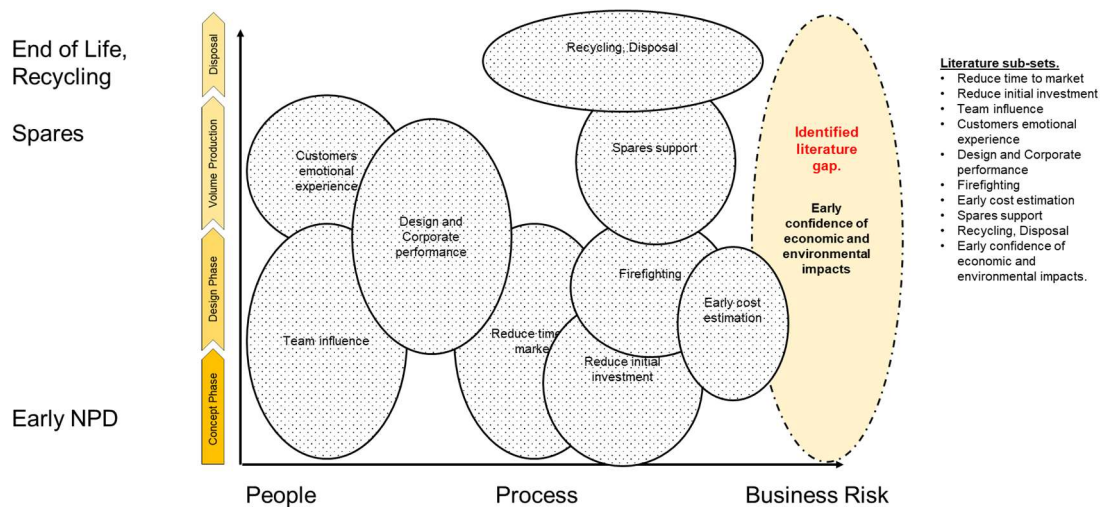 End of Life,
Recycling
Spares
Early NPD
Disposal
Volume Production
Design Phase
Concept Phase
Recycling, Disposal
Customers
emotional
experience
Spares support
Design and
Corporate
performance
Firefighting
Early cost
estimation
Team influence
Reduce time
market
Reduce initial
investment
Identified
literature
gap.
Early
confidence of
economic and
environmental
impacts
People
Process
Business Risk
Literature sub-sets.
• Reduce time to market
• Reduce initial investment
• Team influence
• Customers emotional
experience
• Design and Corporate
performance
• Firefighting
• Early cost estimation
• Spares support
• Recycling, Disposal
• Early confidence of
economic and
environmental impacts.